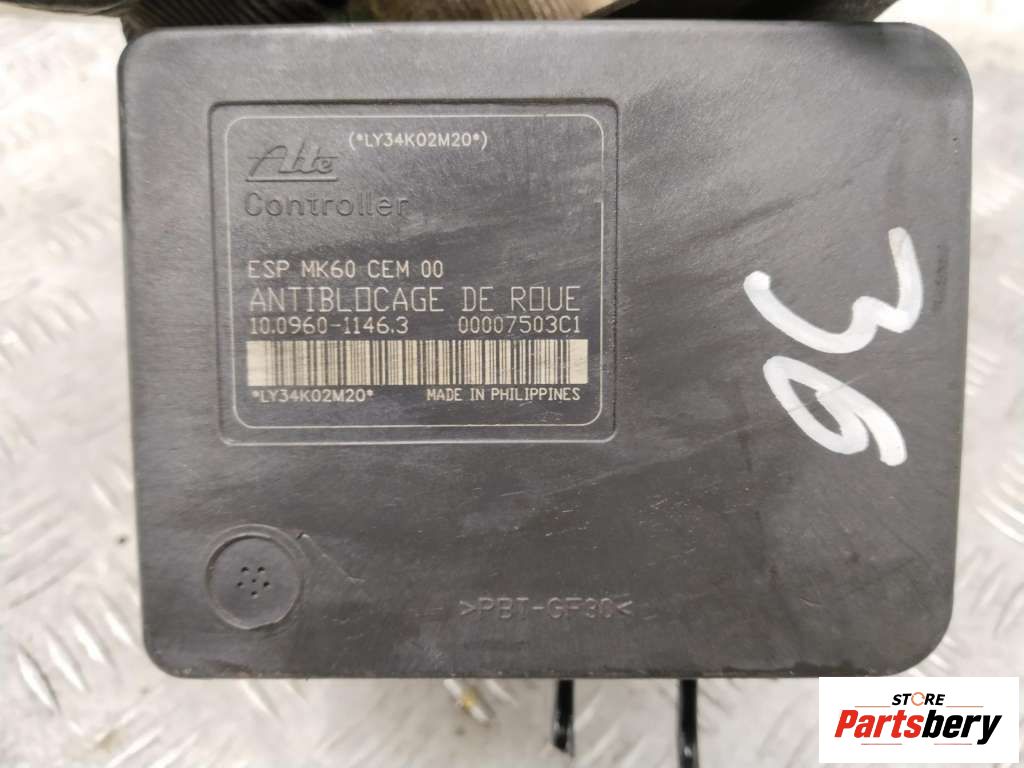 (*LY34K02M20*)
Ate
Controller
ESP MK60 CEM 00
ANTIBLOCAGE DE ROUE
10.0960-1146.3 00007503C1
*LY34K02M20* MADE IN PHILIPPINES
>PBT-GF30<
STORE
Partsbery